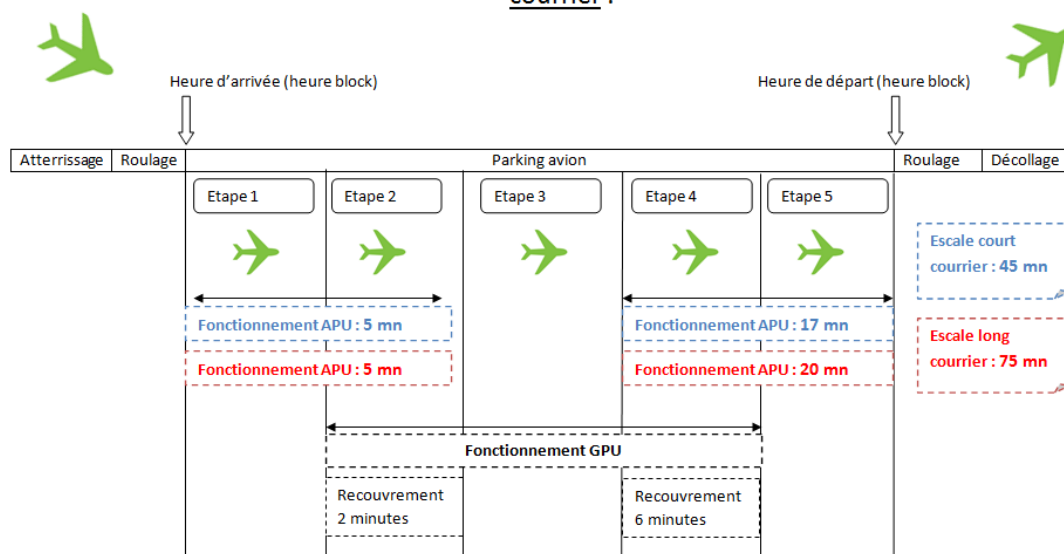 courrier :
Heure d'arrivée (heure block)
Heure de départ (heure block)
Atterrissage
Roulage
Parking avion
Roulage
Décollage
Etape 1
Etape 2
Etape 3
Etape 4
Etape 5
Escale court
courrier : 45 mn
Fonctionnement APU : 5 mn
Fonctionnement APU : 17 mn
Escale long
courrier : 75 mn
Fonctionnement APU : 5 mn
Fonctionnement APU : 20 mn
Fonctionnement GPU
Recouvrement
2 minutes
Recouvrement
6 minutes